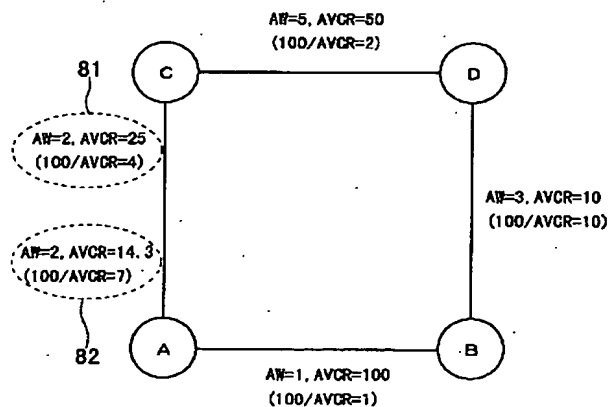 AW=5, AVCR=50
(100/AVCR=2)
81
C
D
AW=2, AVCR=25
(100/AVCR=4)
AW=3, AVCR=10
(100/AVCR=10)
AW=2, AVCR=14.3
(100/AVCR=7)
82
A
B
AW=1, AVCR=100
(100/AVCR=1)